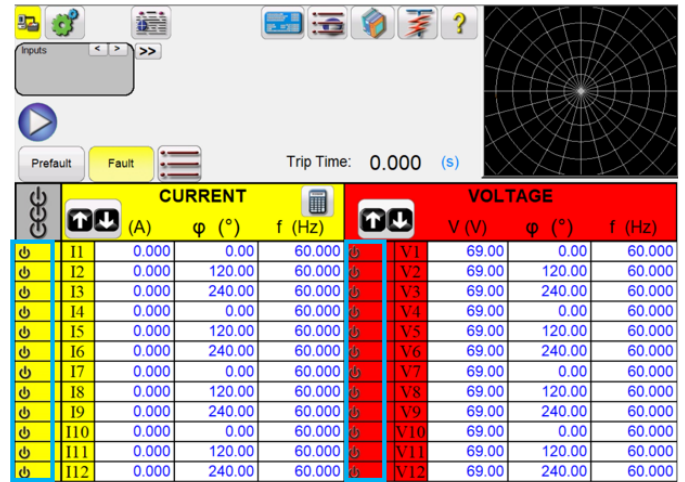 ?
Inputs < > >>
Prefault Fault Trip Time: 0.000 (s)
CURRENT VOLTAGE
(A) φ (°) f (Hz) V (V) φ (°) f (Hz)
I1 0.000 0.00 60.000 V1 69.00 0.00 60.000
I2 0.000 120.00 60.000 V2 69.00 120.00 60.000
I3 0.000 240.00 60.000 V3 69.00 240.00 60.000
I4 0.000 0.00 60.000 V4 69.00 0.00 60.000
I5 0.000 120.00 60.000 V5 69.00 120.00 60.000
I6 0.000 240.00 60.000 V6 69.00 240.00 60.000
I7 0.000 0.00 60.000 V7 69.00 0.00 60.000
I8 0.000 120.00 60.000 V8 69.00 120.00 60.000
I9 0.000 240.00 60.000 V9 69.00 240.00 60.000
I10 0.000 0.00 60.000 V10 69.00 0.00 60.000
I11 0.000 120.00 60.000 V11 69.00 120.00 60.000
I12 0.000 240.00 60.000 V12 69.00 240.00 60.000